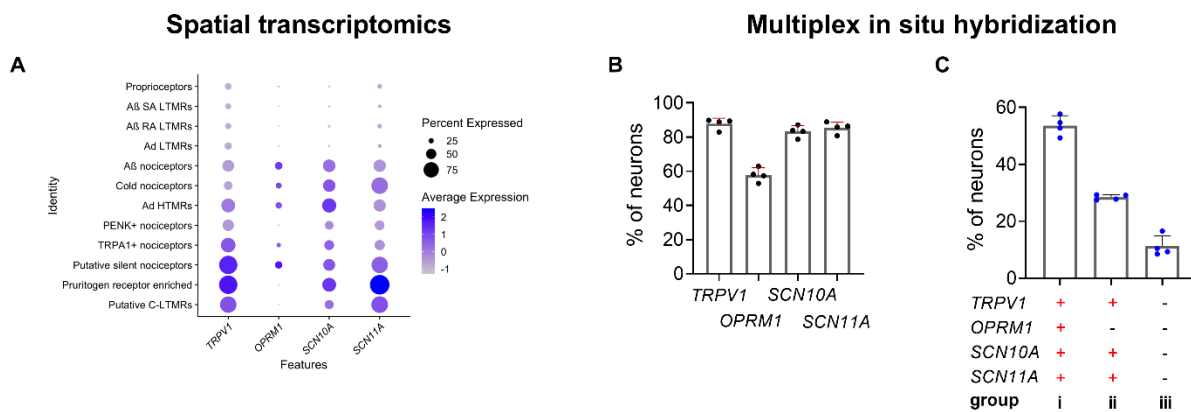 Spatial transcriptomics
Multiplex in situ hybridization
A
Proprioceptors
Aß SA LTMRs
Aß RA LTMRs
Ad LTMRs
Aß nociceptors
Cold nociceptors
Ad HTMRs
PENK+ nociceptors
TRPA1+ nociceptors
Putative silent nociceptors
Pruritogen receptor enriched
Putative C-LTMRs
Identity
TRPV1
OPRM1
SCN10A
SCN11A
Features
Percent Expressed
25
50
75
Average Expression
2
1
0
-1
B
% of neurons
100
80
60
40
20
0
TRPV1
OPRM1
SCN10A
SCN11A
C
% of neurons
60
40
20
0
TRPV1 + + -
OPRM1 + - -
SCN10A + + -
SCN11A + + -
group i ii iii